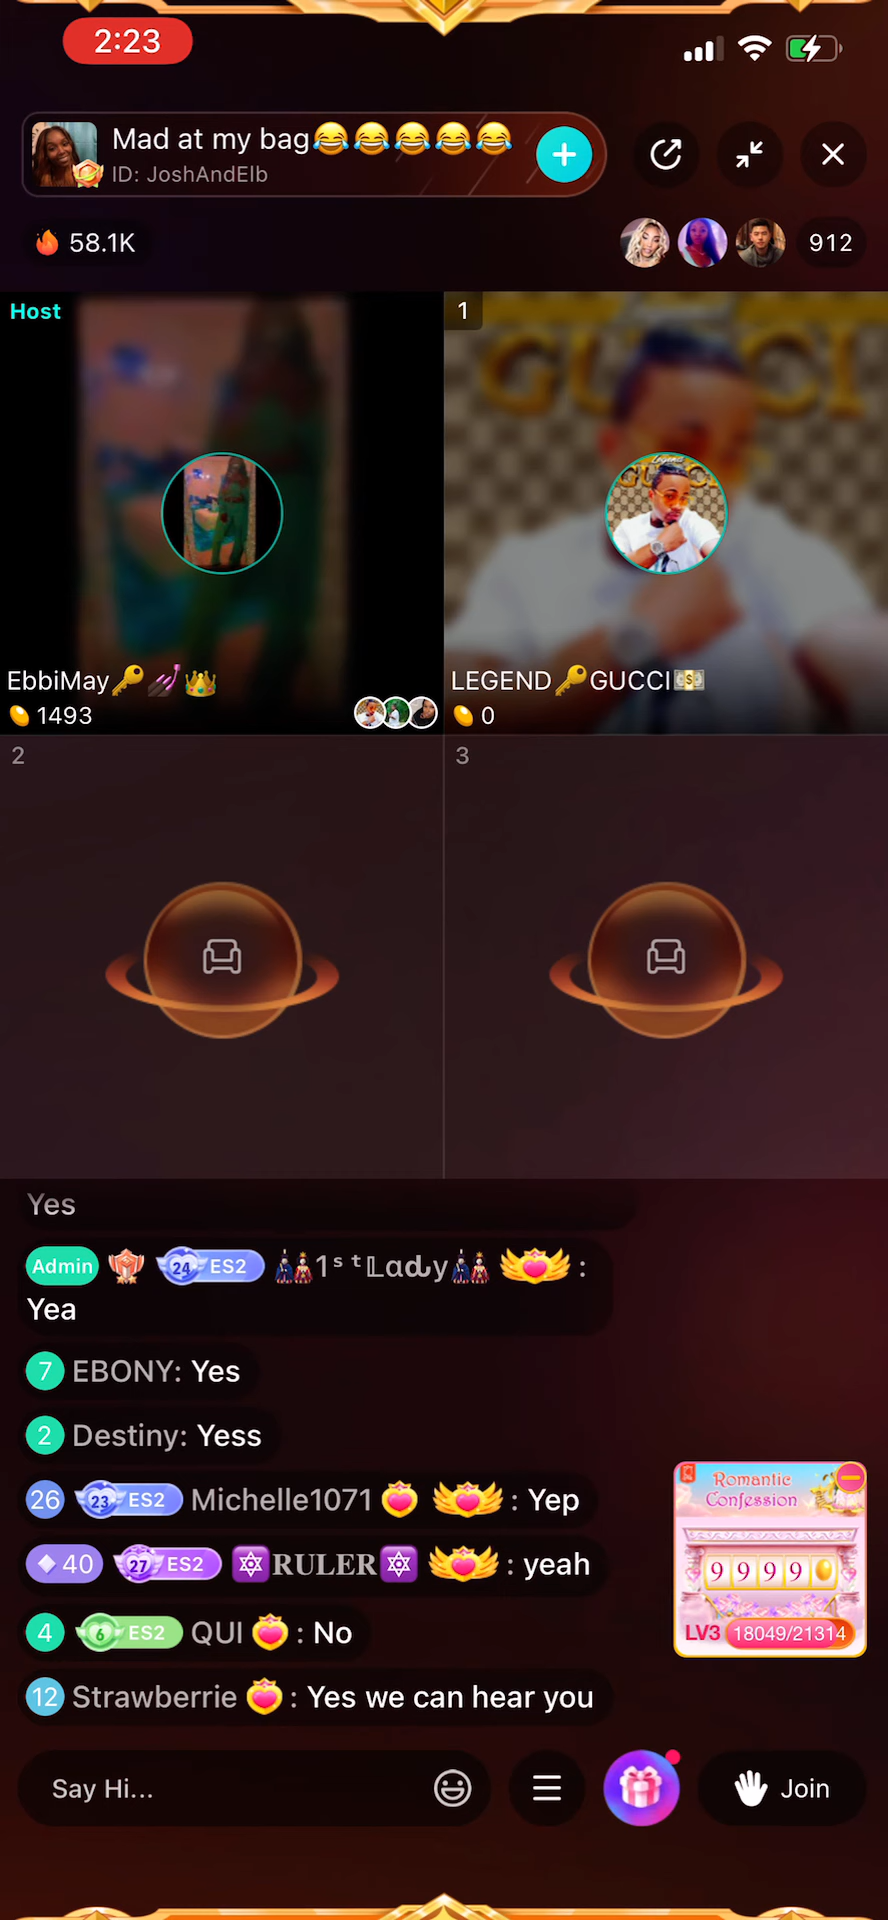 2:23
Mad at my bag😂😂😂😂😂
ID: JoshAndElb
58.1K
912
Host
1
GUCCI
EbbiMay🔑💅🏿👑
1493
LEGEND🔑GUCCI💵
0
2
3
Yes
Admin 24 ES2 🎎1ˢᵗ𝕃αԃy🎎 :
Yea
7 EBONY: Yes
2 Destiny: Yess
26 23 ES2 Michelle1071 : Yep
40 27 ES2 🔯𝐑𝐔𝐋𝐄𝐑🔯 : yeah
4 6 ES2 QUI : No
12 Strawberrie : Yes we can hear you
Romantic
Confession
9 9 9 9
LV3 18049/21314
Say Hi...
Join